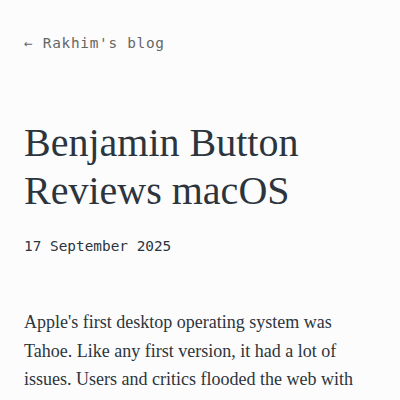 ← Rakhim's blog
Benjamin Button
Reviews macOS
17 September 2025
Apple's first desktop operating system was
Tahoe. Like any first version, it had a lot of
issues. Users and critics flooded the web with